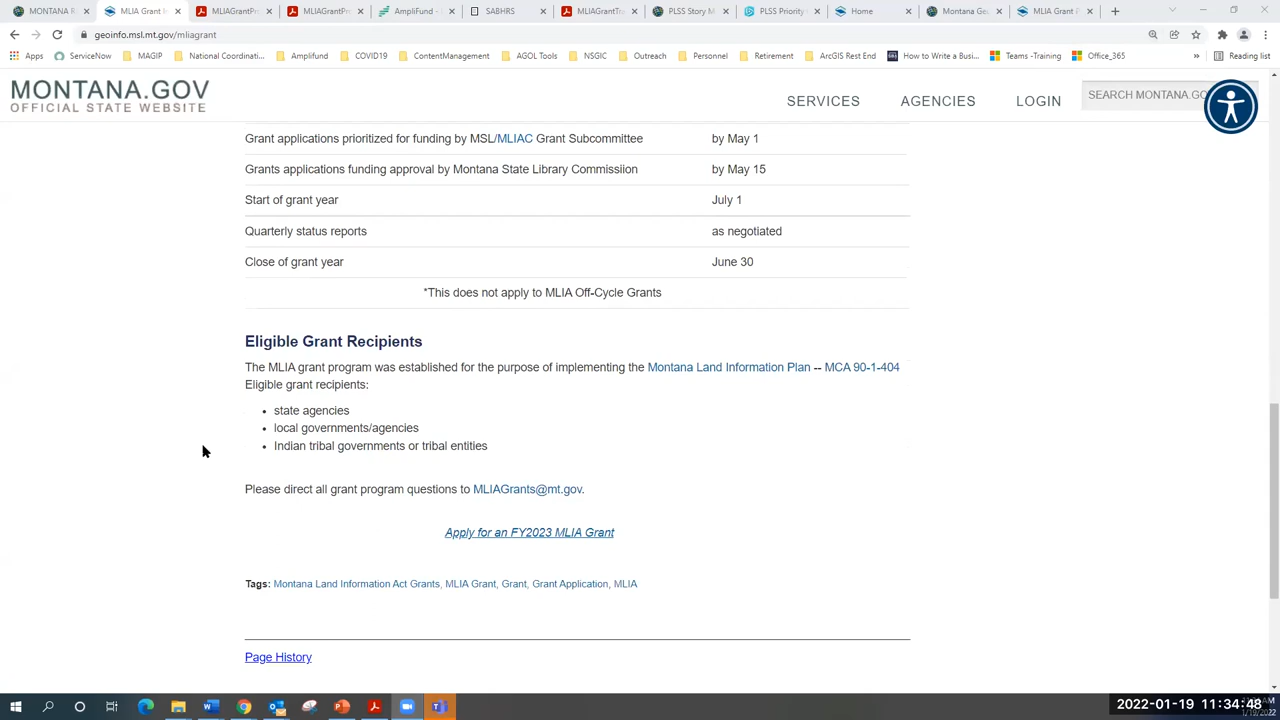 MONTANA R
MLIA Grant In
MLIAGrantPr
MLIAGrantPr
AmpliFund - S
SABHRS
MLIAGrantTra
PLSS Story M
PLSS Priority
Home
Montana Geo
MLIA Grant P
geoinfo.msl.mt.gov/mliagrant
Apps
ServiceNow
MAGIP
National Coordinati...
Amplifund
COVID19
ContentManagement
AGOL Tools
NSGIC
Outreach
Personnel
Retirement
ArcGIS Rest End
How to Write a Busi...
Teams -Training
Office_365
»
Reading list
MONTANA.GOV
OFFICIAL STATE WEBSITE
SERVICES
AGENCIES
LOGIN
SEARCH MONTANA.GO
Grant applications prioritized for funding by MSL/MLIAC Grant Subcommittee by May 1
Grants applications funding approval by Montana State Library Commissiion by May 15
Start of grant year July 1
Quarterly status reports as negotiated
Close of grant year June 30
*This does not apply to MLIA Off-Cycle Grants
Eligible Grant Recipients
The MLIA grant program was established for the purpose of implementing the Montana Land Information Plan -- MCA 90-1-404
Eligible grant recipients:
• state agencies
• local governments/agencies
• Indian tribal governments or tribal entities
Please direct all grant program questions to MLIAGrants@mt.gov.
Apply for an FY2023 MLIA Grant
Tags: Montana Land Information Act Grants, MLIA Grant, Grant, Grant Application, MLIA
Page History
2022-01-19 11:34:48